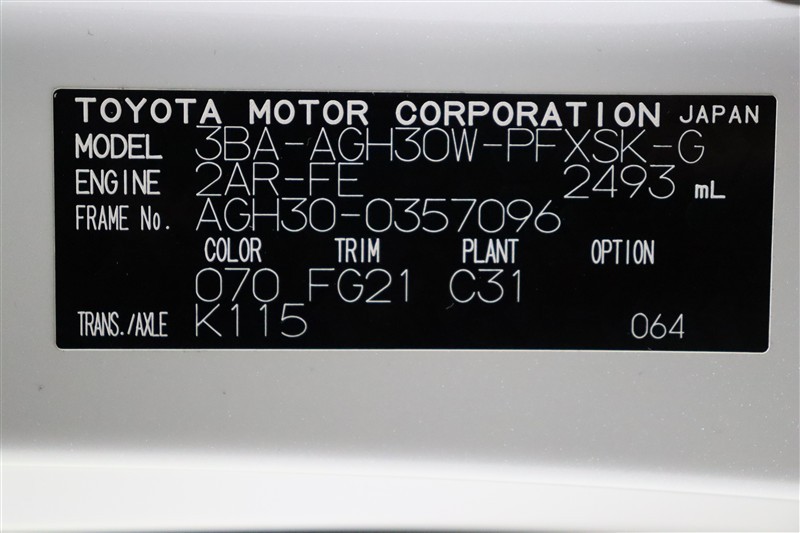 TOYOTA MOTOR CORPORATION JAPAN
MODEL 3BA-AGH30W-PFXSK-G
ENGINE 2AR-FE 2493 mL
FRAME No. AGH30-0357096
COLOR TRIM PLANT OPTION
070 FG21 C31
TRANS./AXLE K115 064